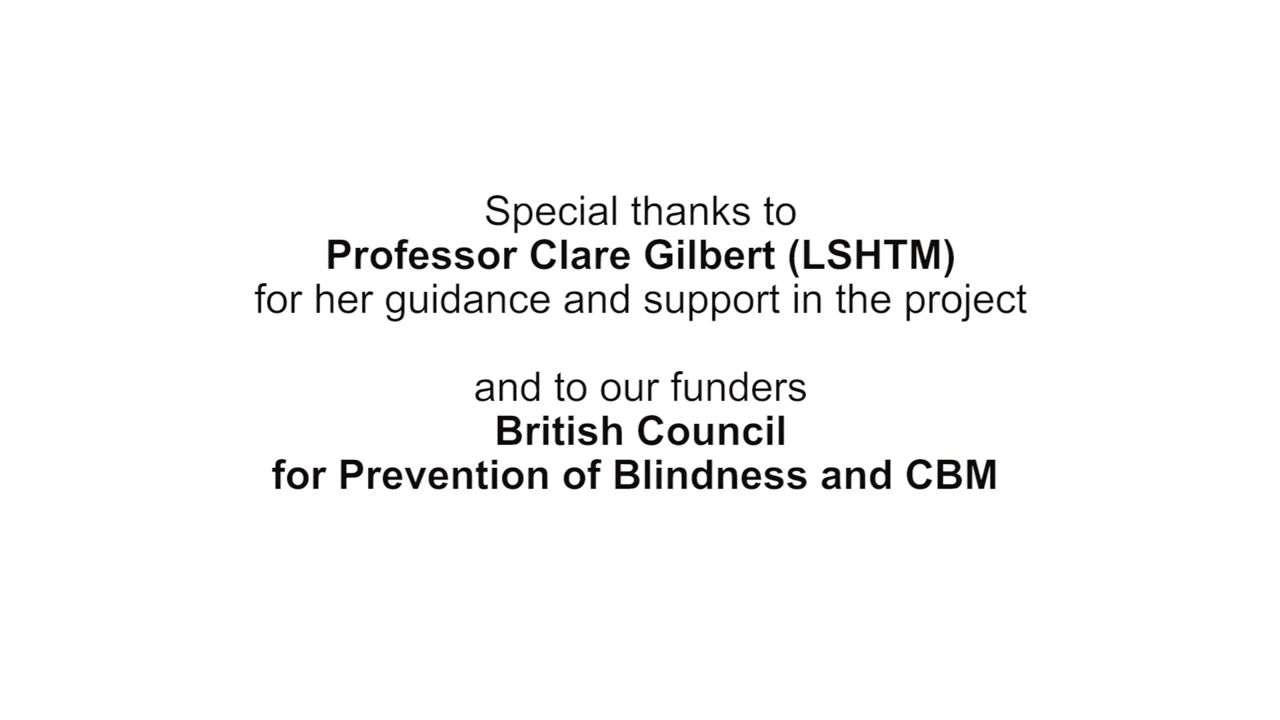 Special thanks to
Professor Clare Gilbert (LSHTM)
for her guidance and support in the project
and to our funders
British Council
for Prevention of Blindness and CBM